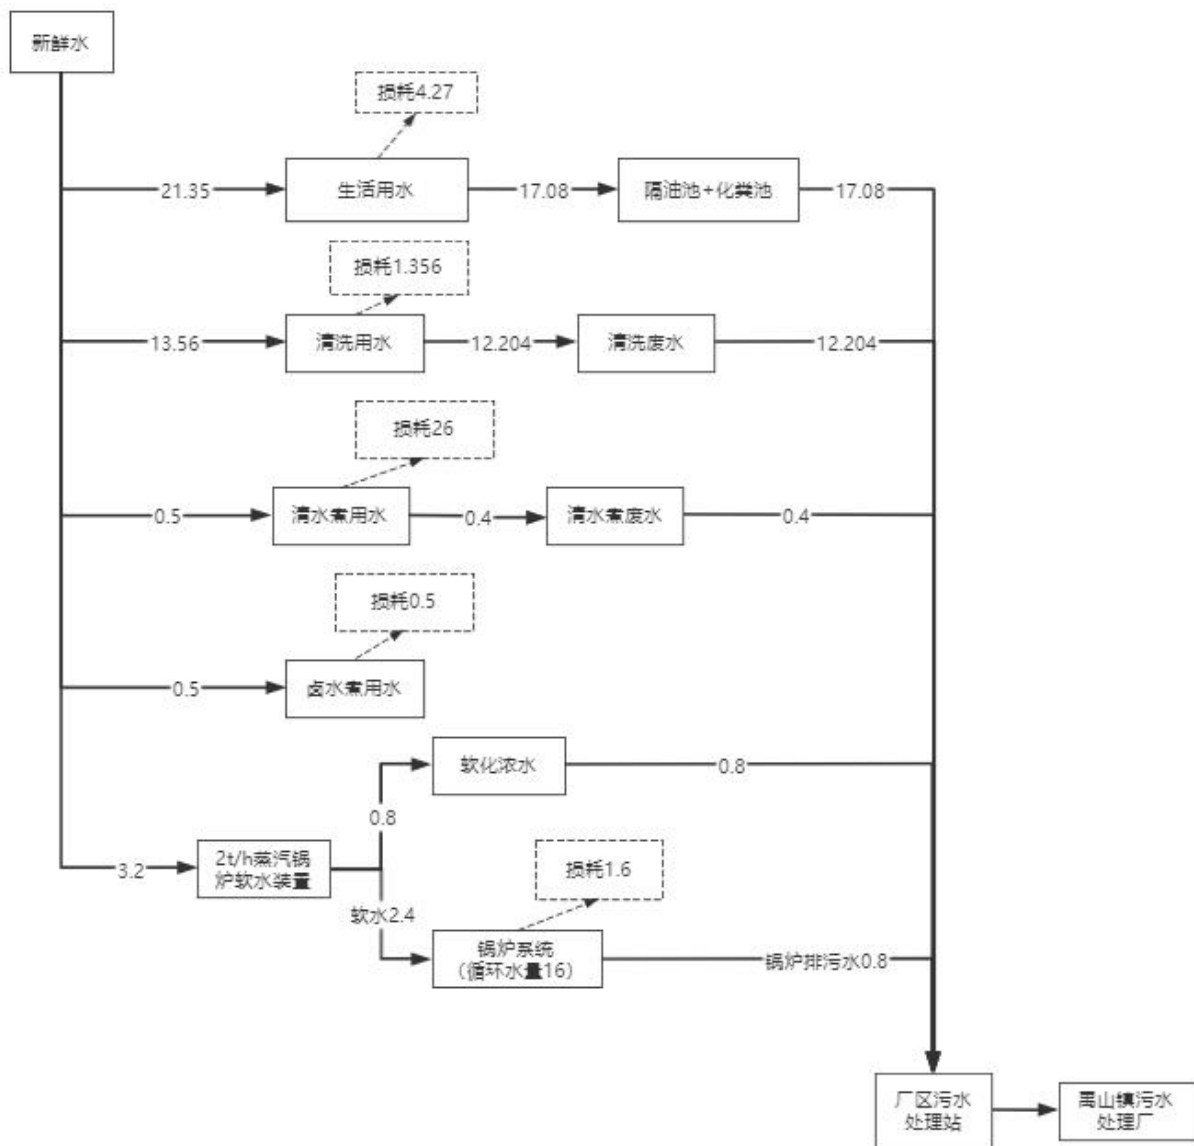 新鲜水
损耗4.27
21.35
生活用水
17.08
隔油池+化粪池
17.08
损耗1.356
13.56
清洗用水
12.204
清洗废水
12.204
损耗26
0.5
清水煮用水
0.4
清水煮废水
0.4
损耗0.5
0.5
卤水煮用水
软化浓水
0.8
0.8
3.2
2t/h蒸汽锅
炉软水装置
损耗1.6
软水2.4
锅炉系统
（循环水量16）
锅炉排污水0.8
厂区污水
处理站
禹山镇污水
处理厂